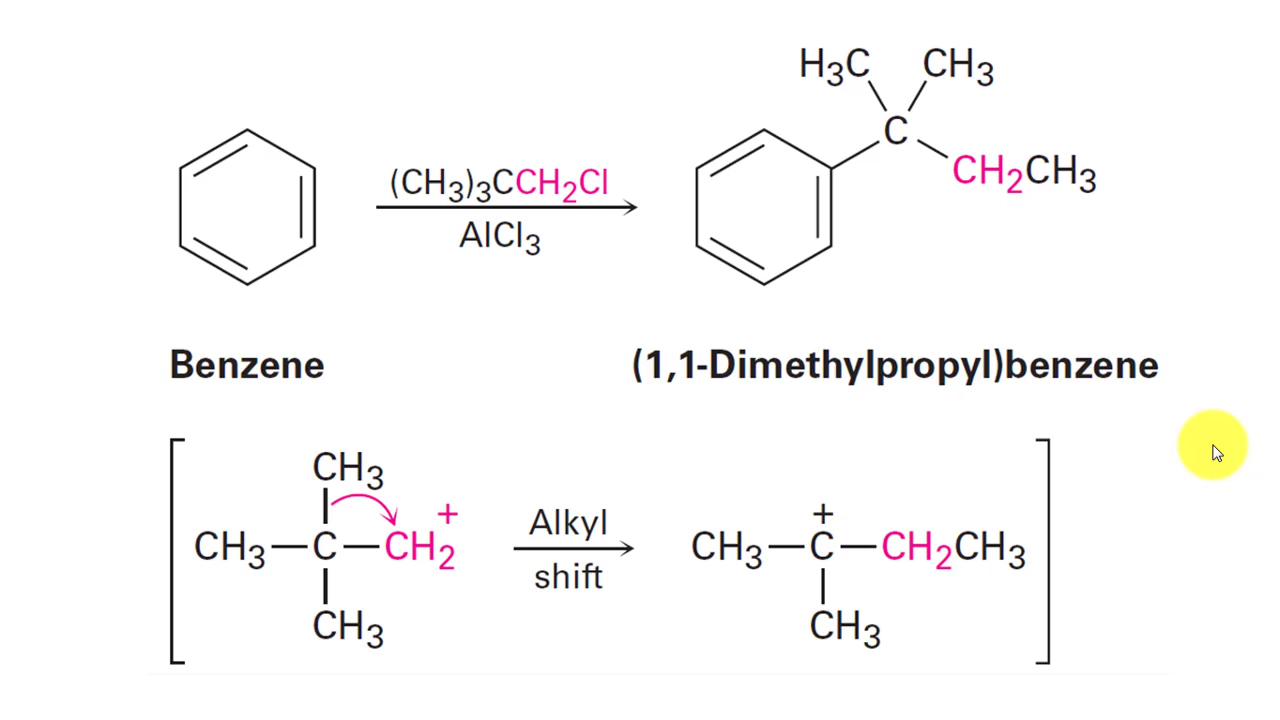 H₃C CH₃
C
CH₂CH₃
(CH₃)₃CCH₂Cl
AlCl₃
Benzene (1,1-Dimethylpropyl)benzene
CH₃
CH₃—C—CH₂⁺
CH₃
Alkyl
shift
+
CH₃—C—CH₂CH₃
CH₃